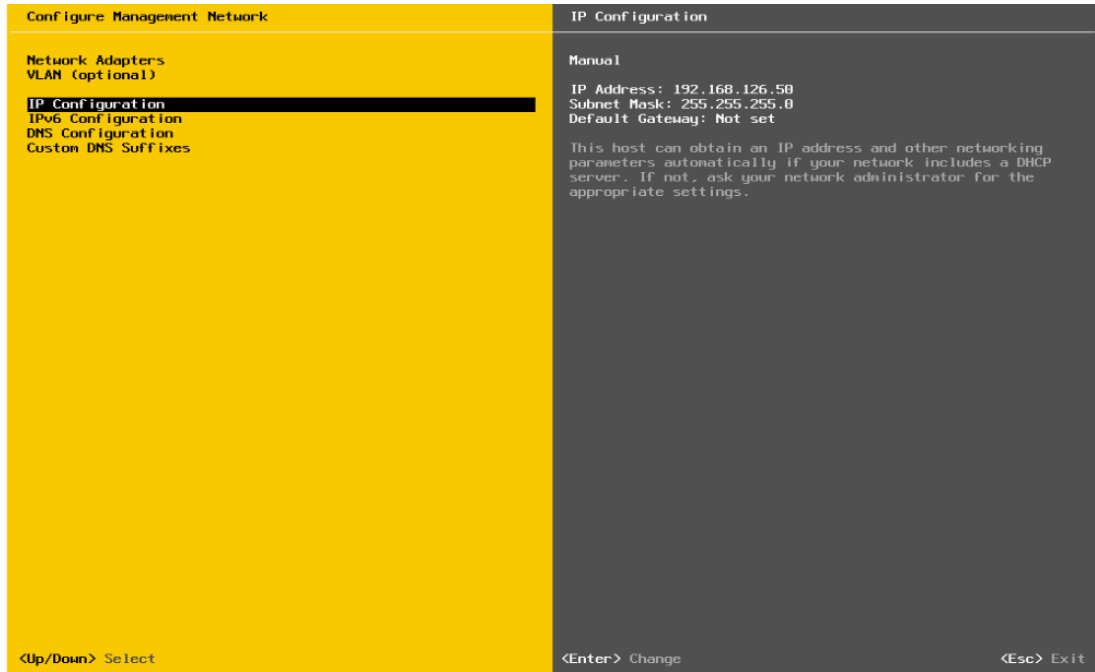 Configure Management Network
Network Adapters
VLAN (optional)
IP Configuration
IPv6 Configuration
DNS Configuration
Custom DNS Suffixes
<Up/Down> Select
IP Configuration
Manual
IP Address: 192.168.126.50
Subnet Mask: 255.255.255.0
Default Gateway: Not set
This host can obtain an IP address and other networking
parameters automatically if your network includes a DHCP
server. If not, ask your network administrator for the
appropriate settings.
<Enter> Change
<Esc> Exit